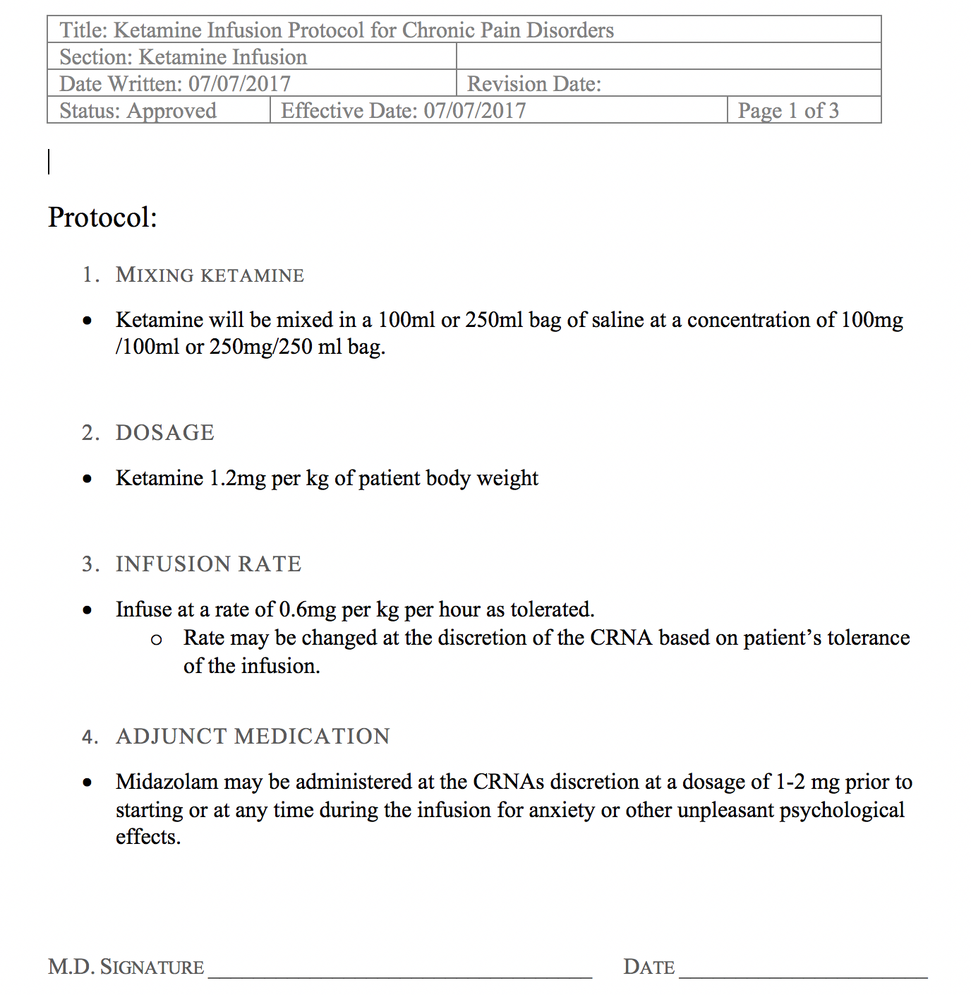 Title: Ketamine Infusion Protocol for Chronic Pain Disorders
Section: Ketamine Infusion
Date Written: 07/07/2017 Revision Date:
Status: Approved Effective Date: 07/07/2017 Page 1 of 3
Protocol:
1. MIXING KETAMINE
• Ketamine will be mixed in a 100ml or 250ml bag of saline at a concentration of 100mg
/100ml or 250mg/250 ml bag.
2. DOSAGE
• Ketamine 1.2mg per kg of patient body weight
3. INFUSION RATE
• Infuse at a rate of 0.6mg per kg per hour as tolerated.
o Rate may be changed at the discretion of the CRNA based on patient’s tolerance
of the infusion.
4. ADJUNCT MEDICATION
• Midazolam may be administered at the CRNAs discretion at a dosage of 1-2 mg prior to
starting or at any time during the infusion for anxiety or other unpleasant psychological
effects.
M.D. SIGNATURE DATE